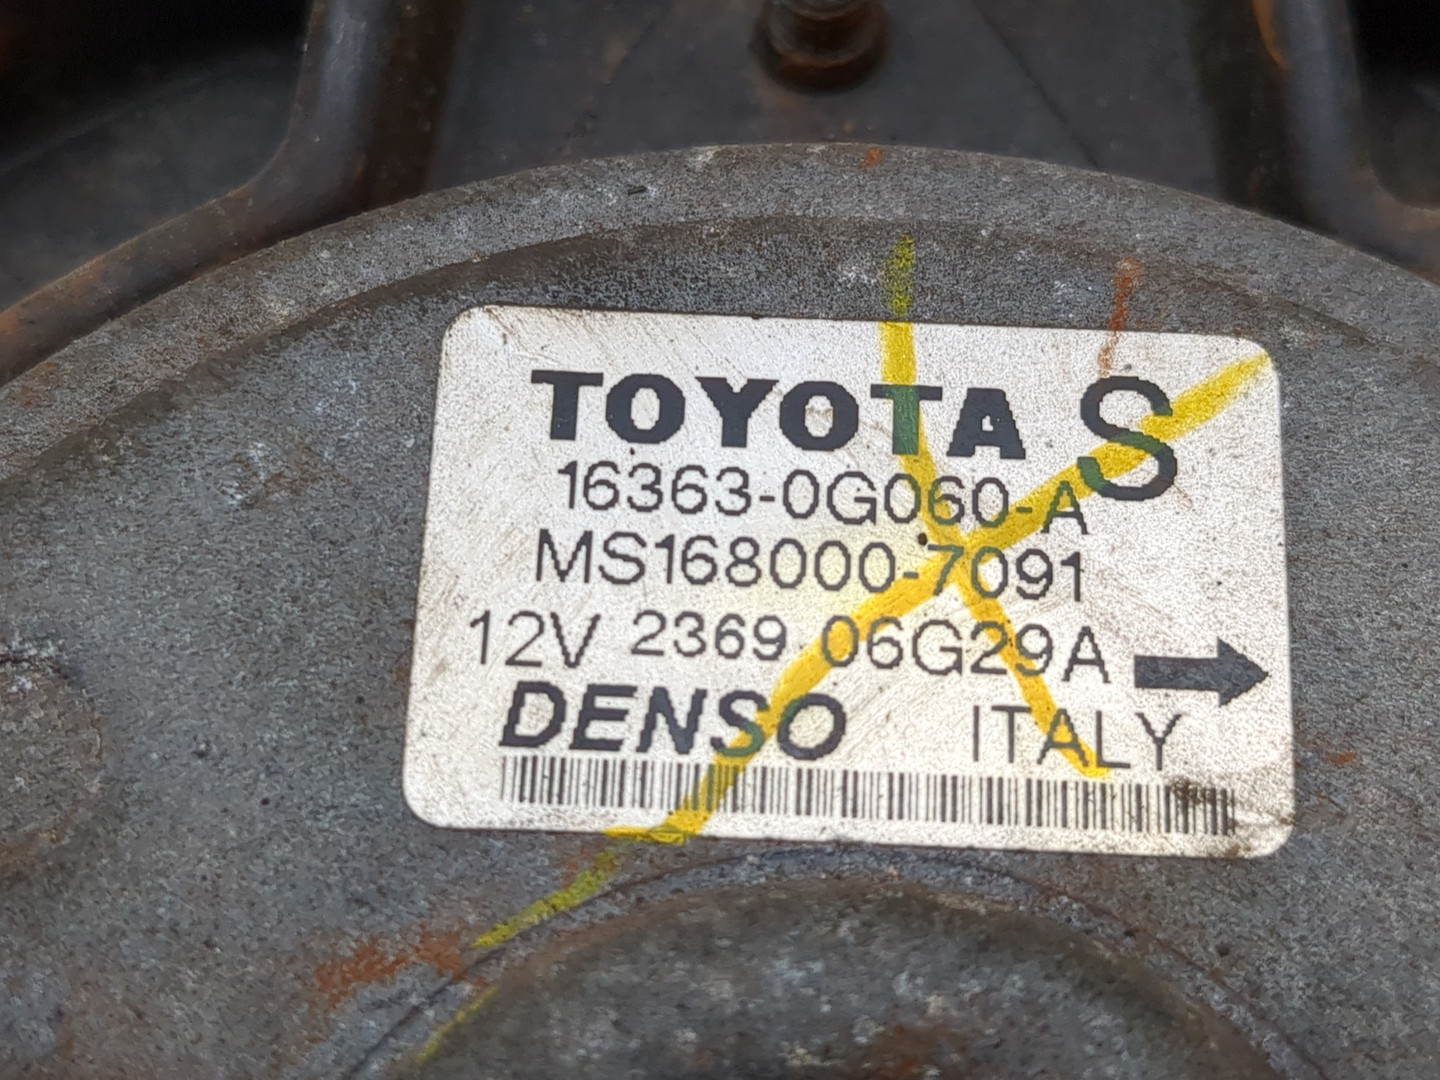 TOYOTA S
16363-0G060-A
MS168000-7091
12V 2369 06G29A
DENSO ITALY